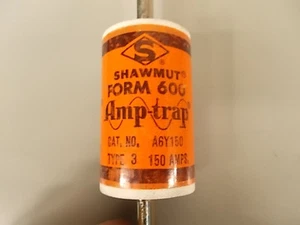 S
SHAWMUT
FORM 600
Amp-trap
CAT. NO. A6Y150
TYPE 3 150 AMPS.